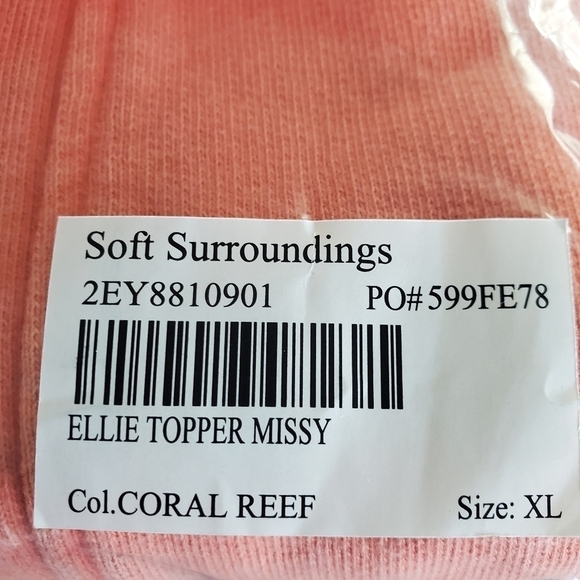 Soft Surroundings
2EY8810901 PO#599FE78
ELLIE TOPPER MISSY
Col.CORAL REEF Size: XL